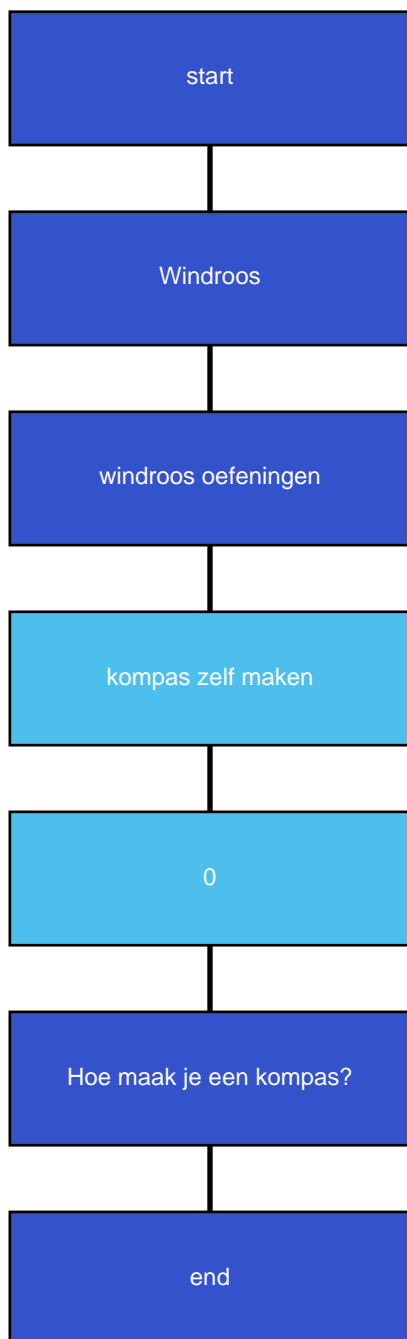 start
Windroos
windroos oefeningen
kompas zelf maken
0
Hoe maak je een kompas?
end